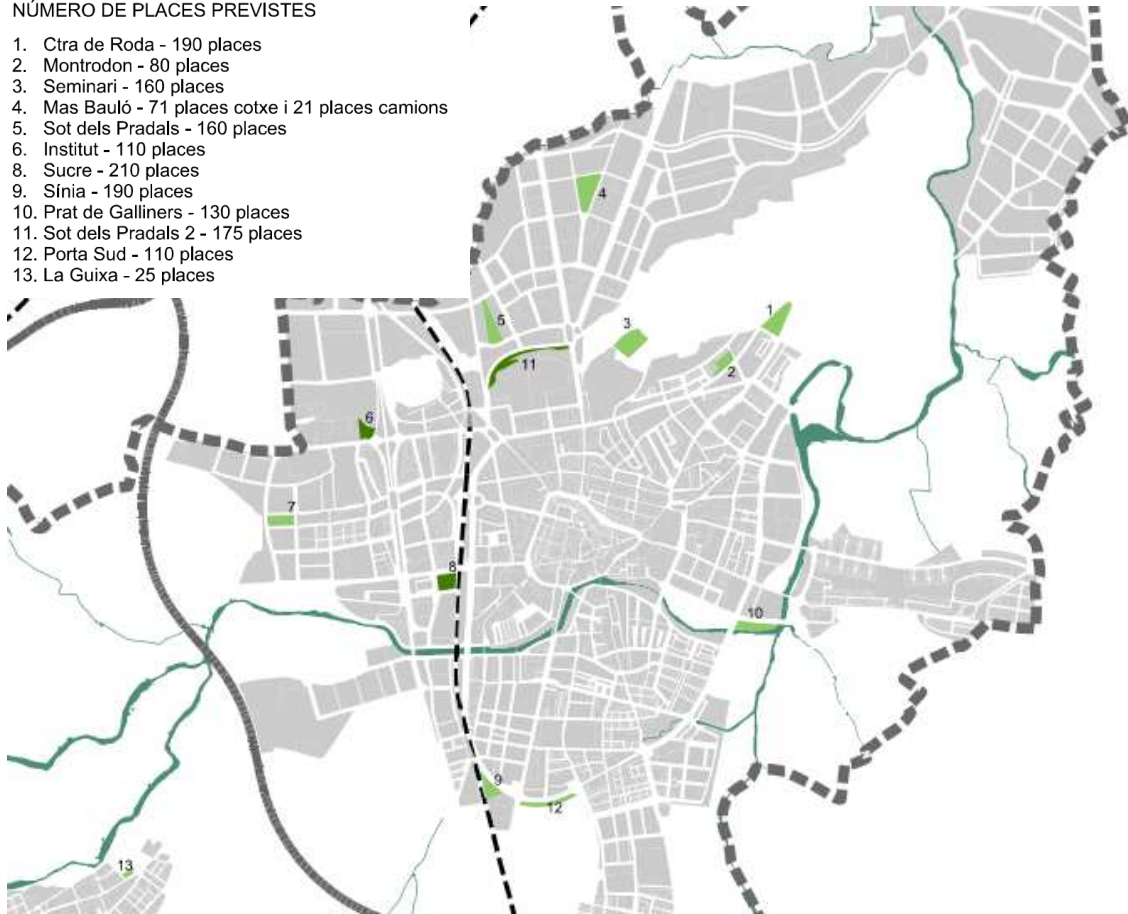 NÚMERO DE PLACES PREVISTES
1. Ctra de Roda - 190 places
2. Montrodon - 80 places
3. Seminari - 160 places
4. Mas Bauló - 71 places cotxe i 21 places camions
5. Sot dels Pradals - 160 places
6. Institut - 110 places
8. Sucre - 210 places
9. Sínia - 190 places
10. Prat de Galliners - 130 places
11. Sot dels Pradals 2 - 175 places
12. Porta Sud - 110 places
13. La Guixa - 25 places
4
1
5
3
2
11
6
7
8
10
9
12
13